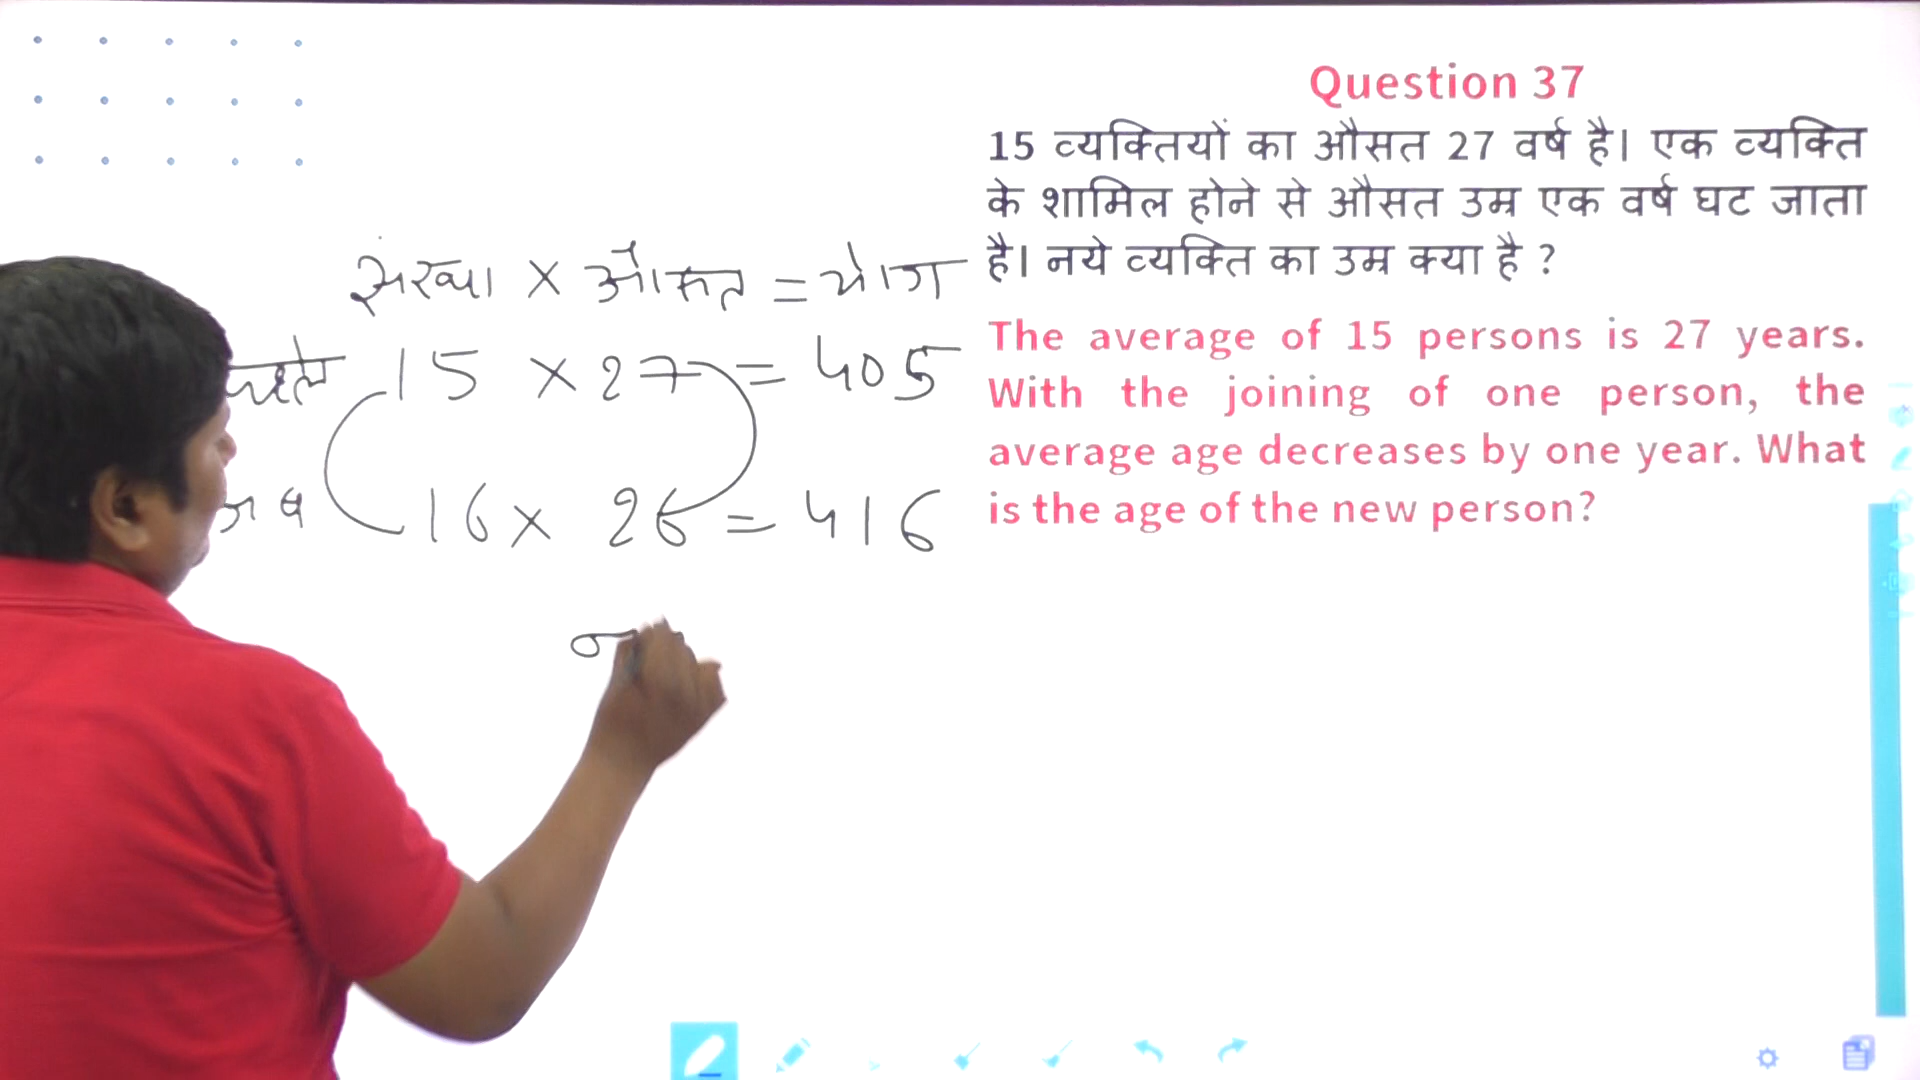 Question 37
15 व्यक्तियों का औसत 27 वर्ष है। एक व्यक्ति
के शामिल होने से औसत उम्र एक वर्ष घट जाता
है। नये व्यक्ति का उम्र क्या है ?
The average of 15 persons is 27 years.
With the joining of one person, the
average age decreases by one year. What
is the age of the new person?
संख्या × औसत = योग
पहले 15 × 27 = 405
अब 16 × 26 = 416